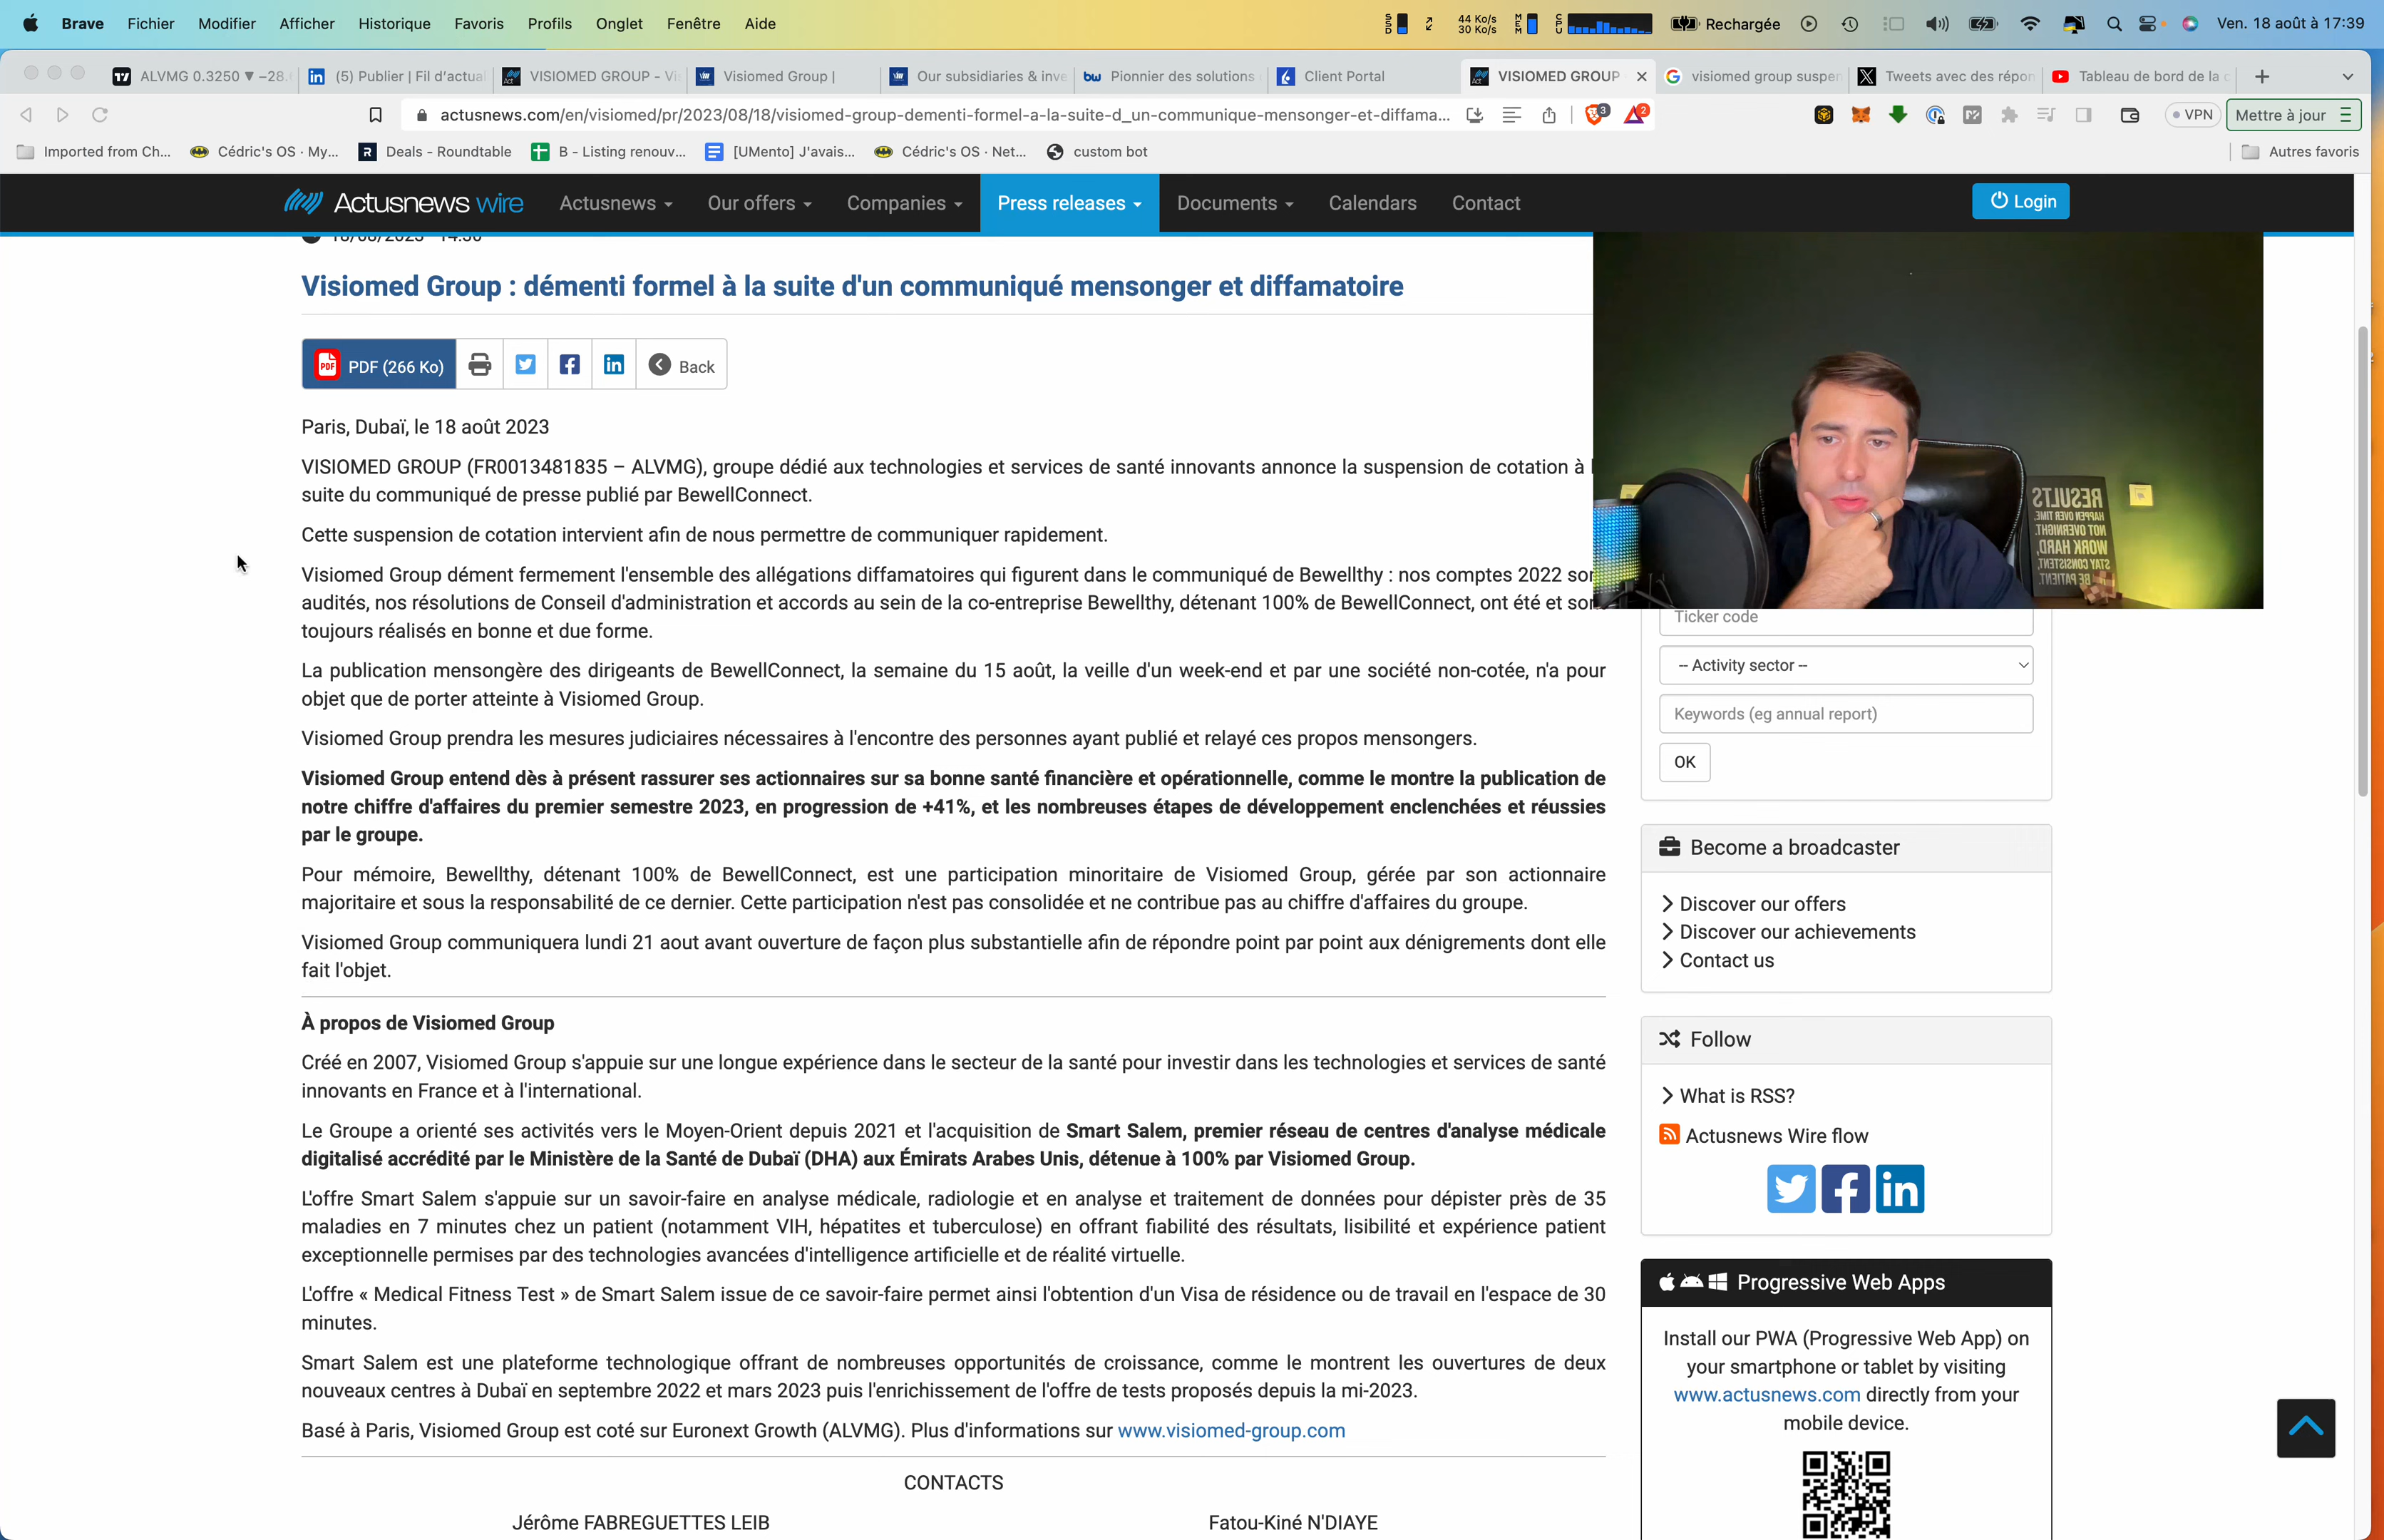 Brave Fichier Modifier Afficher Historique Favoris Profils Onglet Fenêtre Aide
SSD 44 Ko/s 30 Ko/s MEM CPU Rechargée Ven. 18 août à 17:39
ALVMG 0.3250 ▼ −28. (5) Publier | Fil d'actua VISIOMED GROUP - Vi Visiomed Group | Our subsidiaries & inve Pionnier des solutions Client Portal VISIOMED GROUP visiomed group suspen Tweets avec des répon Tableau de bord de la c
actusnews.com/en/visiomed/pr/2023/08/18/visiomed-group-dementi-formel-a-la-suite-d_un-communique-mensonger-et-diffama... 3 2 VPN Mettre à jour
Imported from Ch... Cédric's OS · My... Deals - Roundtable B - Listing renouv... [UMento] J'avais... Cédric's OS · Net... custom bot Autres favoris
Actusnews wire Actusnews Our offers Companies Press releases Documents Calendars Contact Login
18/08/2023 14:30
Visiomed Group : démenti formel à la suite d'un communiqué mensonger et diffamatoire
PDF PDF (266 Ko) Back
Paris, Dubaï, le 18 août 2023
VISIOMED GROUP (FR0013481835 – ALVMG), groupe dédié aux technologies et services de santé innovants annonce la suspension de cotation à
suite du communiqué de presse publié par BewellConnect.
Cette suspension de cotation intervient afin de nous permettre de communiquer rapidement.
Visiomed Group dément fermement l'ensemble des allégations diffamatoires qui figurent dans le communiqué de Bewellthy : nos comptes 2022 so
audités, nos résolutions de Conseil d'administration et accords au sein de la co-entreprise Bewellthy, détenant 100% de BewellConnect, ont été et so
toujours réalisés en bonne et due forme.
La publication mensongère des dirigeants de BewellConnect, la semaine du 15 août, la veille d'un week-end et par une société non-cotée, n'a pour
objet que de porter atteinte à Visiomed Group.
Visiomed Group prendra les mesures judiciaires nécessaires à l'encontre des personnes ayant publié et relayé ces propos mensongers.
Visiomed Group entend dès à présent rassurer ses actionnaires sur sa bonne santé financière et opérationnelle, comme le montre la publication de
notre chiffre d'affaires du premier semestre 2023, en progression de +41%, et les nombreuses étapes de développement enclenchées et réussies
par le groupe.
Pour mémoire, Bewellthy, détenant 100% de BewellConnect, est une participation minoritaire de Visiomed Group, gérée par son actionnaire
majoritaire et sous la responsabilité de ce dernier. Cette participation n'est pas consolidée et ne contribue pas au chiffre d'affaires du groupe.
Visiomed Group communiquera lundi 21 aout avant ouverture de façon plus substantielle afin de répondre point par point aux dénigrements dont elle
fait l'objet.
À propos de Visiomed Group
Créé en 2007, Visiomed Group s'appuie sur une longue expérience dans le secteur de la santé pour investir dans les technologies et services de santé
innovants en France et à l'international.
Le Groupe a orienté ses activités vers le Moyen-Orient depuis 2021 et l'acquisition de Smart Salem, premier réseau de centres d'analyse médicale
digitalisé accrédité par le Ministère de la Santé de Dubaï (DHA) aux Émirats Arabes Unis, détenue à 100% par Visiomed Group.
L'offre Smart Salem s'appuie sur un savoir-faire en analyse médicale, radiologie et en analyse et traitement de données pour dépister près de 35
maladies en 7 minutes chez un patient (notamment VIH, hépatites et tuberculose) en offrant fiabilité des résultats, lisibilité et expérience patient
exceptionnelle permises par des technologies avancées d'intelligence artificielle et de réalité virtuelle.
L'offre « Medical Fitness Test » de Smart Salem issue de ce savoir-faire permet ainsi l'obtention d'un Visa de résidence ou de travail en l'espace de 30
minutes.
Smart Salem est une plateforme technologique offrant de nombreuses opportunités de croissance, comme le montrent les ouvertures de deux
nouveaux centres à Dubaï en septembre 2022 et mars 2023 puis l'enrichissement de l'offre de tests proposés depuis la mi-2023.
Basé à Paris, Visiomed Group est coté sur Euronext Growth (ALVMG). Plus d'informations sur www.visiomed-group.com
CONTACTS
Jérôme FABREGUETTES LEIB Fatou-Kiné N'DIAYE
RESULTS
HAPPEN OVER TIME,
NOT OVERNIGHT.
WORK HARD,
STAY CONSISTENT,
BE PATIENT.
Ticker code
-- Activity sector --
Keywords (eg annual report)
OK
Become a broadcaster
Discover our offers
Discover our achievements
Contact us
Follow
What is RSS?
Actusnews Wire flow
Progressive Web Apps
Install our PWA (Progressive Web App) on
your smartphone or tablet by visiting
www.actusnews.com directly from your
mobile device.